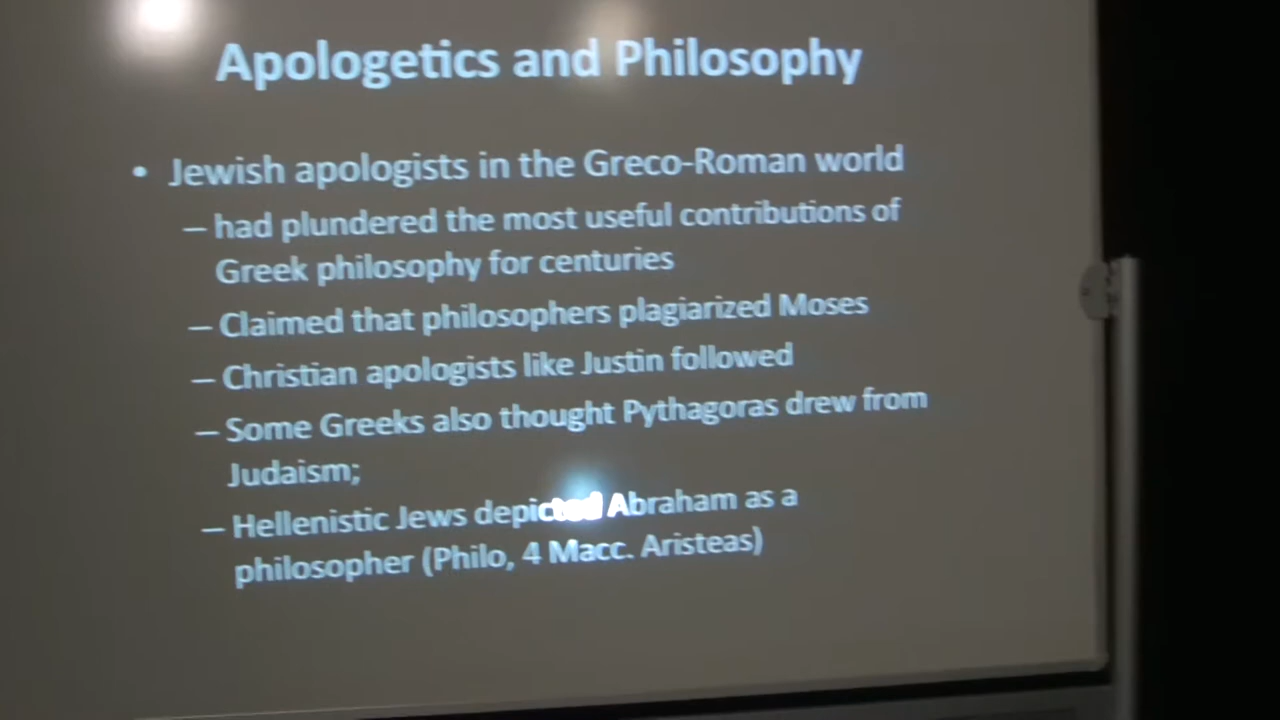 Apologetics and Philosophy
• Jewish apologists in the Greco-Roman world
– had plundered the most useful contributions of
Greek philosophy for centuries
– Claimed that philosophers plagiarized Moses
– Christian apologists like Justin followed
– Some Greeks also thought Pythagoras drew from
Judaism;
– Hellenistic Jews depicted Abraham as a
philosopher (Philo, 4 Macc. Aristeas)